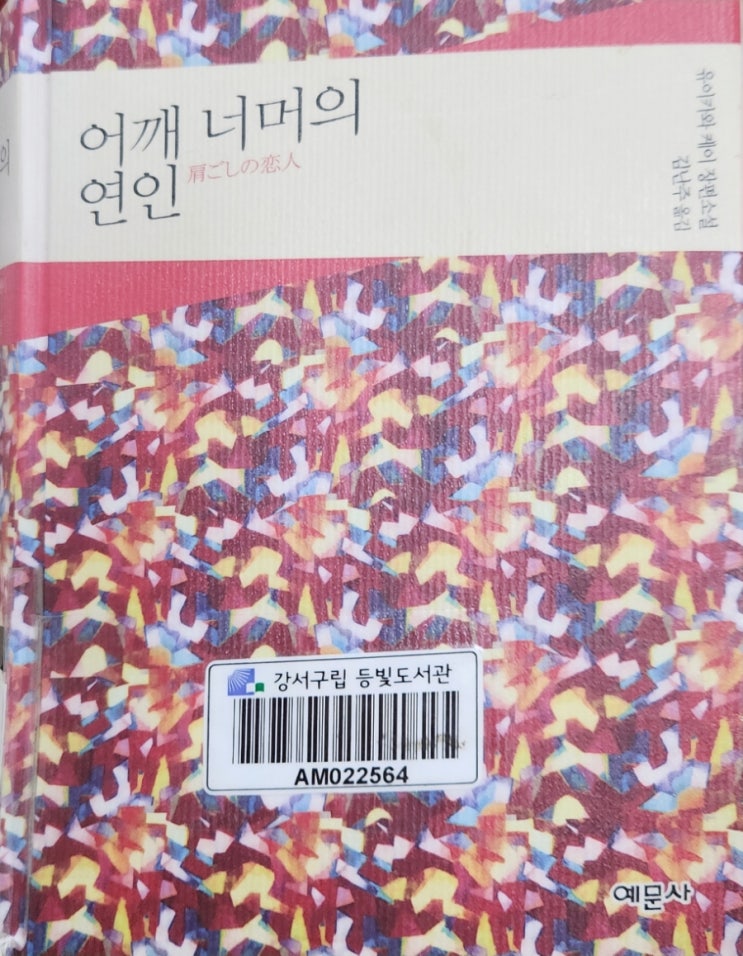 어깨 너머의
연인 肩ごしの恋人
유이카와 케이 장편소설
김난주 옮김
의
강서구립 등빛도서관
AM022564
예문사